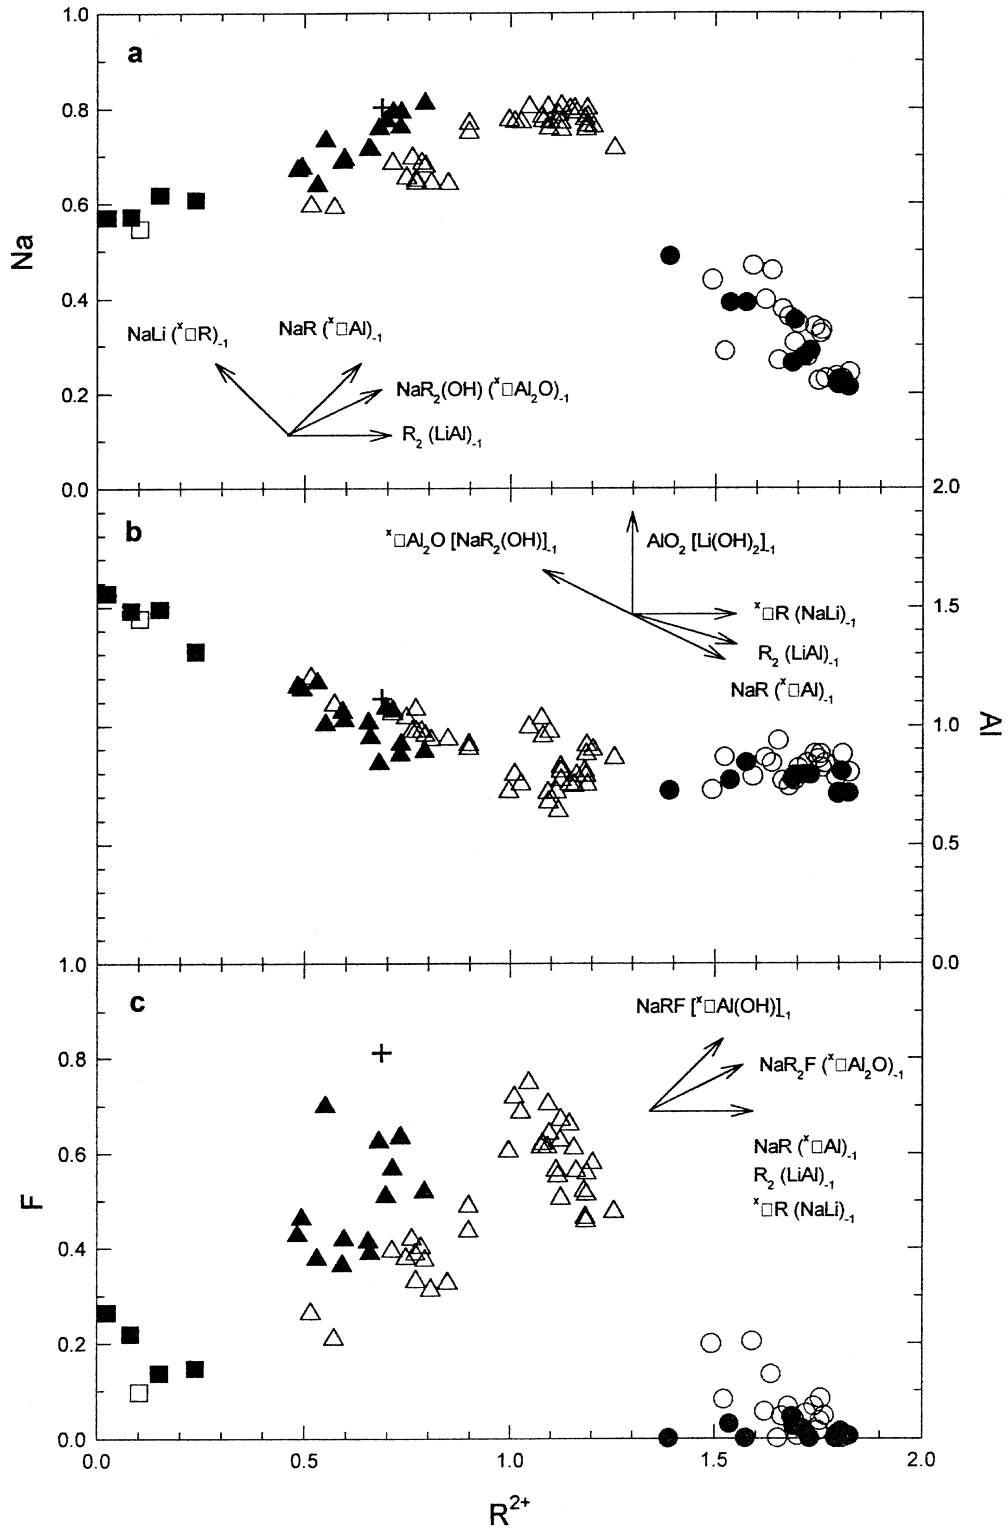 1.0
a
0.8
0.6
Na
0.4
NaLi (ˣ□R)₋₁
NaR (ˣ□Al)₋₁
NaR₂(OH) (ˣ□Al₂O)₋₁
0.2
R₂ (LiAl)₋₁
0.0
2.0
b
ˣ□Al₂O [NaR₂(OH)]₋₁
AlO₂ [Li(OH)₂]₋₁
1.5
ˣ□R (NaLi)₋₁
R₂ (LiAl)₋₁
NaR (ˣ□Al)₋₁
1.0
Al
0.5
0.0
1.0
c
NaRF [ˣ□Al(OH)]₋₁
0.8
NaR₂F (ˣ□Al₂O)₋₁
NaR (ˣ□Al)₋₁
0.6
R₂ (LiAl)₋₁
F
ˣ□R (NaLi)₋₁
0.4
0.2
0.0
0.0 0.5 1.0 1.5 2.0
R²⁺